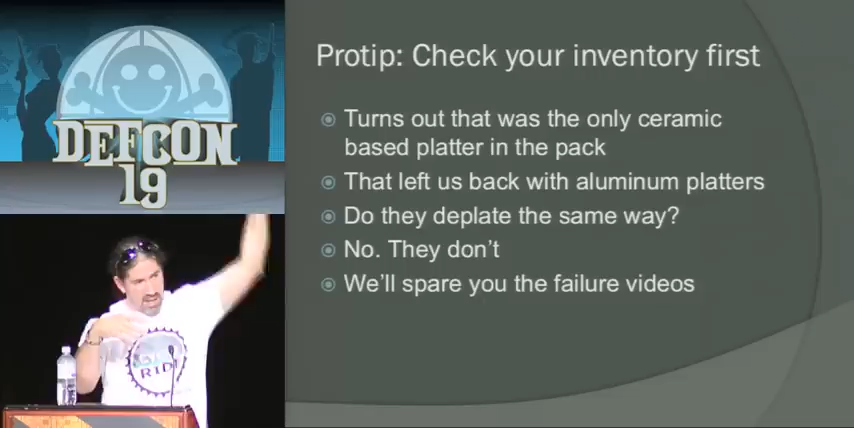 DEFCON
19
Protip: Check your inventory first
Turns out that was the only ceramic
based platter in the pack
That left us back with aluminum platters
Do they deplate the same way?
No. They don't
We'll spare you the failure videos
RIDE